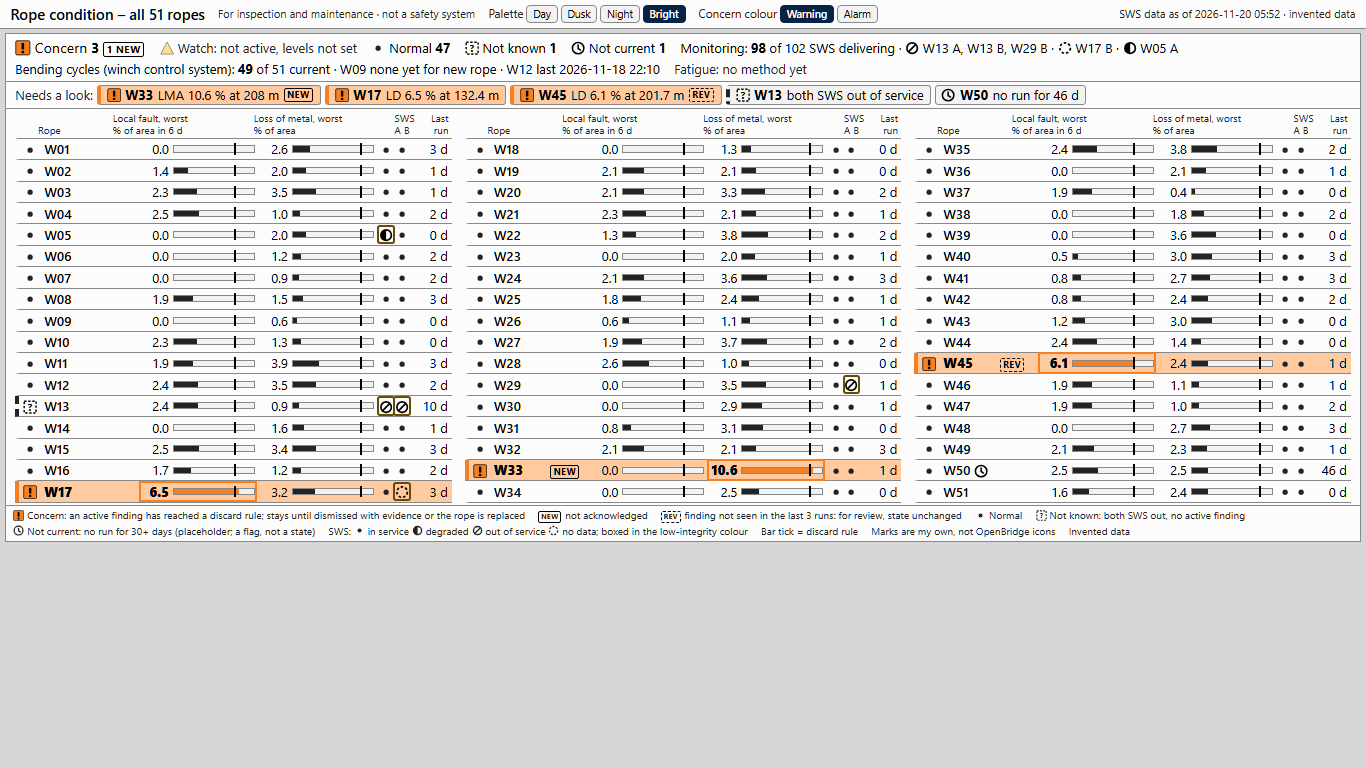 Rope condition – all 51 ropes For inspection and maintenance · not a safety system Palette Day Dusk Night Bright Concern colour Warning Alarm SWS data as of 2026-11-20 05:52 · invented data
Concern 3 1 NEW Watch: not active, levels not set Normal 47 Not known 1 Not current 1 Monitoring: 98 of 102 SWS delivering · W13 A, W13 B, W29 B · W17 B · W05 A
Bending cycles (winch control system): 49 of 51 current · W09 none yet for new rope · W12 last 2026-11-18 22:10 Fatigue: no method yet
Needs a look: W33 LMA 10.6 % at 208 m NEW W17 LD 6.5 % at 132.4 m W45 LD 6.1 % at 201.7 m REV W13 both SWS out of service W50 no run for 46 d
Local fault, worst Loss of metal, worst SWS Last Local fault, worst Loss of metal, worst SWS Last Local fault, worst Loss of metal, worst SWS Last
Rope % of area in 6 d % of area A B run Rope % of area in 6 d % of area A B run Rope % of area in 6 d % of area A B run
W01 0.0 2.6 3 d W18 0.0 1.3 0 d W35 2.4 3.8 2 d
W02 1.4 2.0 1 d W19 2.1 2.1 0 d W36 0.0 2.1 1 d
W03 2.3 3.5 1 d W20 2.1 3.3 2 d W37 1.9 0.4 0 d
W04 2.5 1.0 2 d W21 2.3 2.1 1 d W38 0.0 1.8 2 d
W05 0.0 2.0 0 d W22 1.3 3.8 2 d W39 0.0 3.6 0 d
W06 0.0 1.2 2 d W23 0.0 2.0 1 d W40 0.5 3.0 3 d
W07 0.0 0.9 2 d W24 2.1 3.6 3 d W41 0.8 2.7 3 d
W08 1.9 1.5 3 d W25 1.8 2.4 1 d W42 0.8 2.4 2 d
W09 0.0 0.6 0 d W26 0.6 1.1 1 d W43 1.2 3.0 0 d
W10 2.3 1.3 0 d W27 1.9 3.7 2 d W44 2.4 1.4 0 d
W11 1.9 3.9 3 d W28 2.6 1.0 0 d W45 REV 6.1 2.4 1 d
W12 2.4 3.5 2 d W29 0.0 3.5 1 d W46 1.9 1.1 1 d
? W13 2.4 0.9 10 d W30 0.0 2.9 1 d W47 1.9 1.0 2 d
W14 0.0 1.6 1 d W31 0.8 3.1 0 d W48 0.0 2.7 3 d
W15 2.5 3.4 3 d W32 2.1 2.1 3 d W49 2.1 2.3 1 d
W16 1.7 1.2 2 d W33 NEW 0.0 10.6 1 d W50 2.5 2.5 46 d
W17 6.5 3.2 3 d W34 0.0 2.5 0 d W51 1.6 2.4 0 d
Concern: an active finding has reached a discard rule; stays until dismissed with evidence or the rope is replaced NEW not acknowledged REV finding not seen in the last 3 runs: for review, state unchanged Normal Not known: both SWS out, no active finding
Not current: no run for 30+ days (placeholder; a flag, not a state) SWS: in service degraded out of service no data; boxed in the low-integrity colour Bar tick = discard rule Marks are my own, not OpenBridge icons Invented data